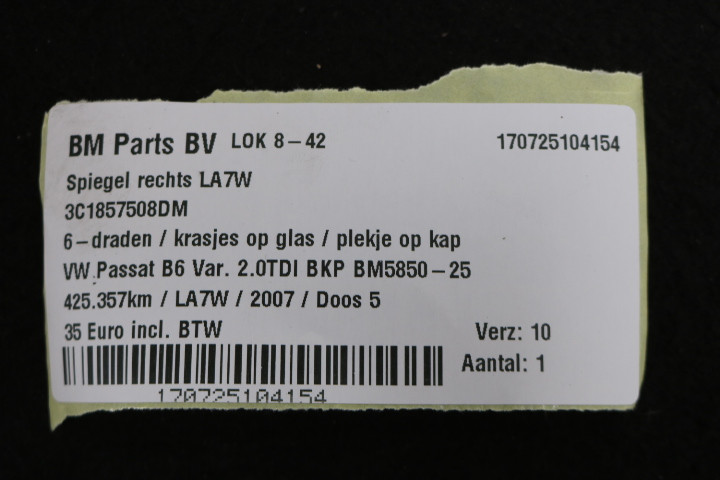 BM Parts BV LOK 8-42 170725104154
Spiegel rechts LA7W
3C1857508DM
6-draden / krasjes op glas / plekje op kap
VW Passat B6 Var. 2.0TDI BKP BM5850-25
425.357km / LA7W / 2007 / Doos 5
35 Euro incl. BTW Verz: 10
Aantal: 1
170725104154